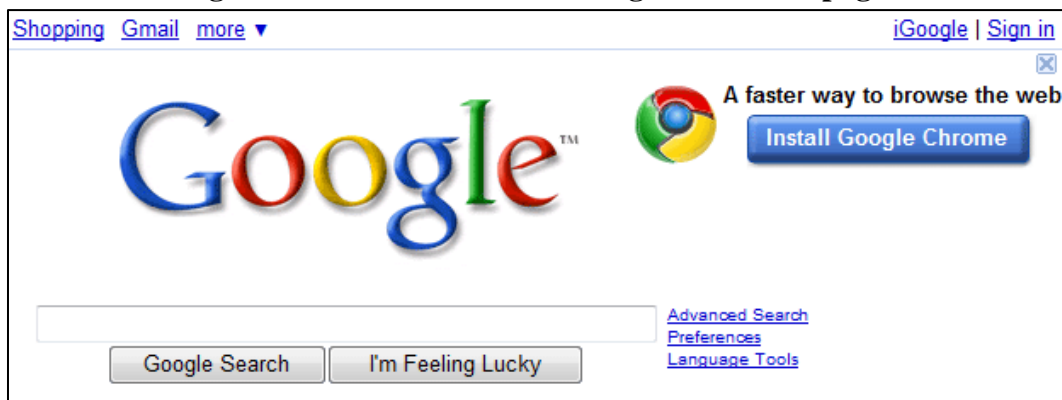 Shopping Gmail more ▼ iGoogle | Sign in
A faster way to browse the web
Install Google Chrome
Google™
Advanced Search
Preferences
Language Tools
Google Search I'm Feeling Lucky